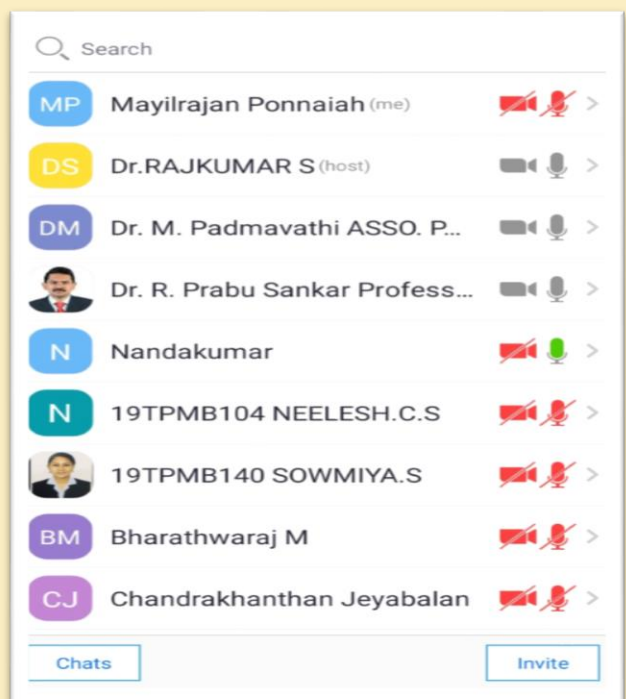 Search
MP Mayilrajan Ponnaiah (me)
DS Dr.RAJKUMAR S (host)
DM Dr. M. Padmavathi ASSO. P...
Dr. R. Prabu Sankar Profess...
N Nandakumar
N 19TPMB104 NEELESH.C.S
19TPMB140 SOWMIYA.S
BM Bharathwaraj M
CJ Chandrakhanthan Jeyabalan
Chats Invite